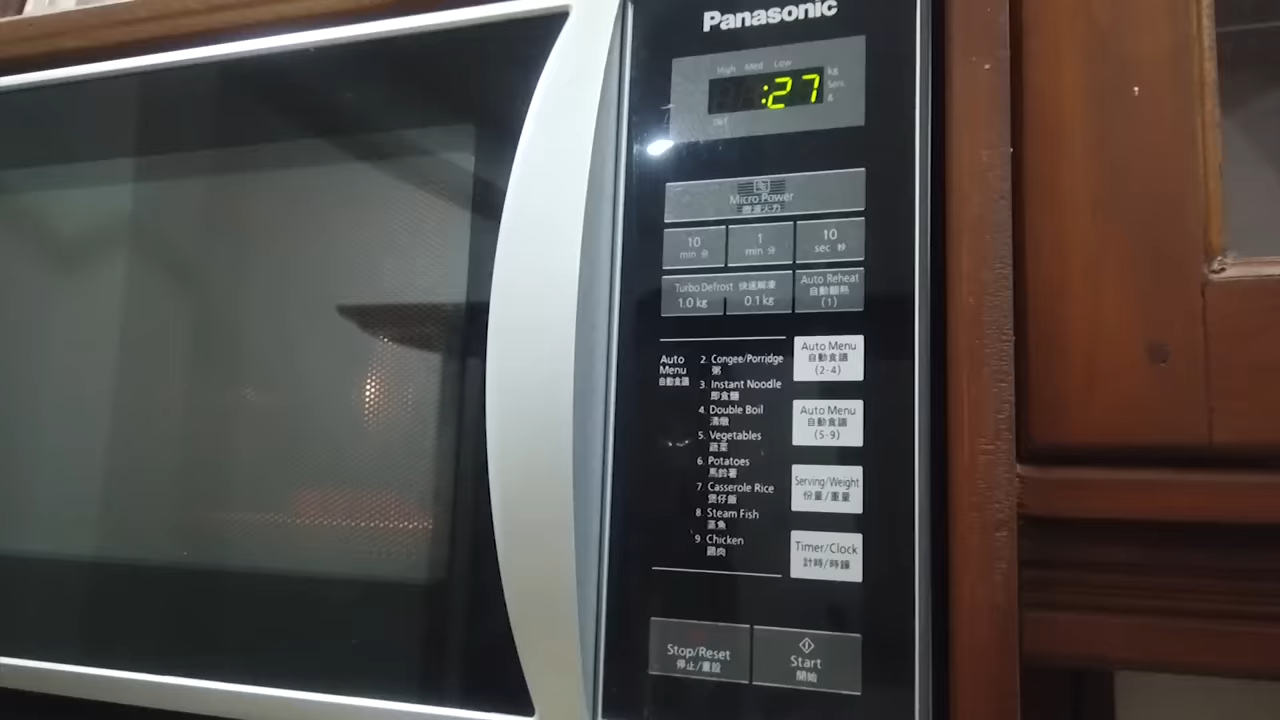 Panasonic
High Med Low
kg
:27
Micro Power
微波火力
10 min 分
1 min 分
10 sec 秒
Turbo Defrost 快速解凍
1.0 kg 0.1 kg
Auto Reheat
自動翻熱
(1)
Auto Menu
自動食譜
2. Congee/Porridge
粥
3. Instant Noodle
即食麵
4. Double Boil
清燉
5. Vegetables
蔬菜
6. Potatoes
馬鈴薯
7. Casserole Rice
煲仔飯
8. Steam Fish
蒸魚
9 Chicken
雞肉
Auto Menu
自動食譜
(2-4)
Auto Menu
自動食譜
(5-9)
Serving/Weight
份量/重量
Timer/Clock
計時/時鐘
Stop/Reset
停止/重設
Start
開始